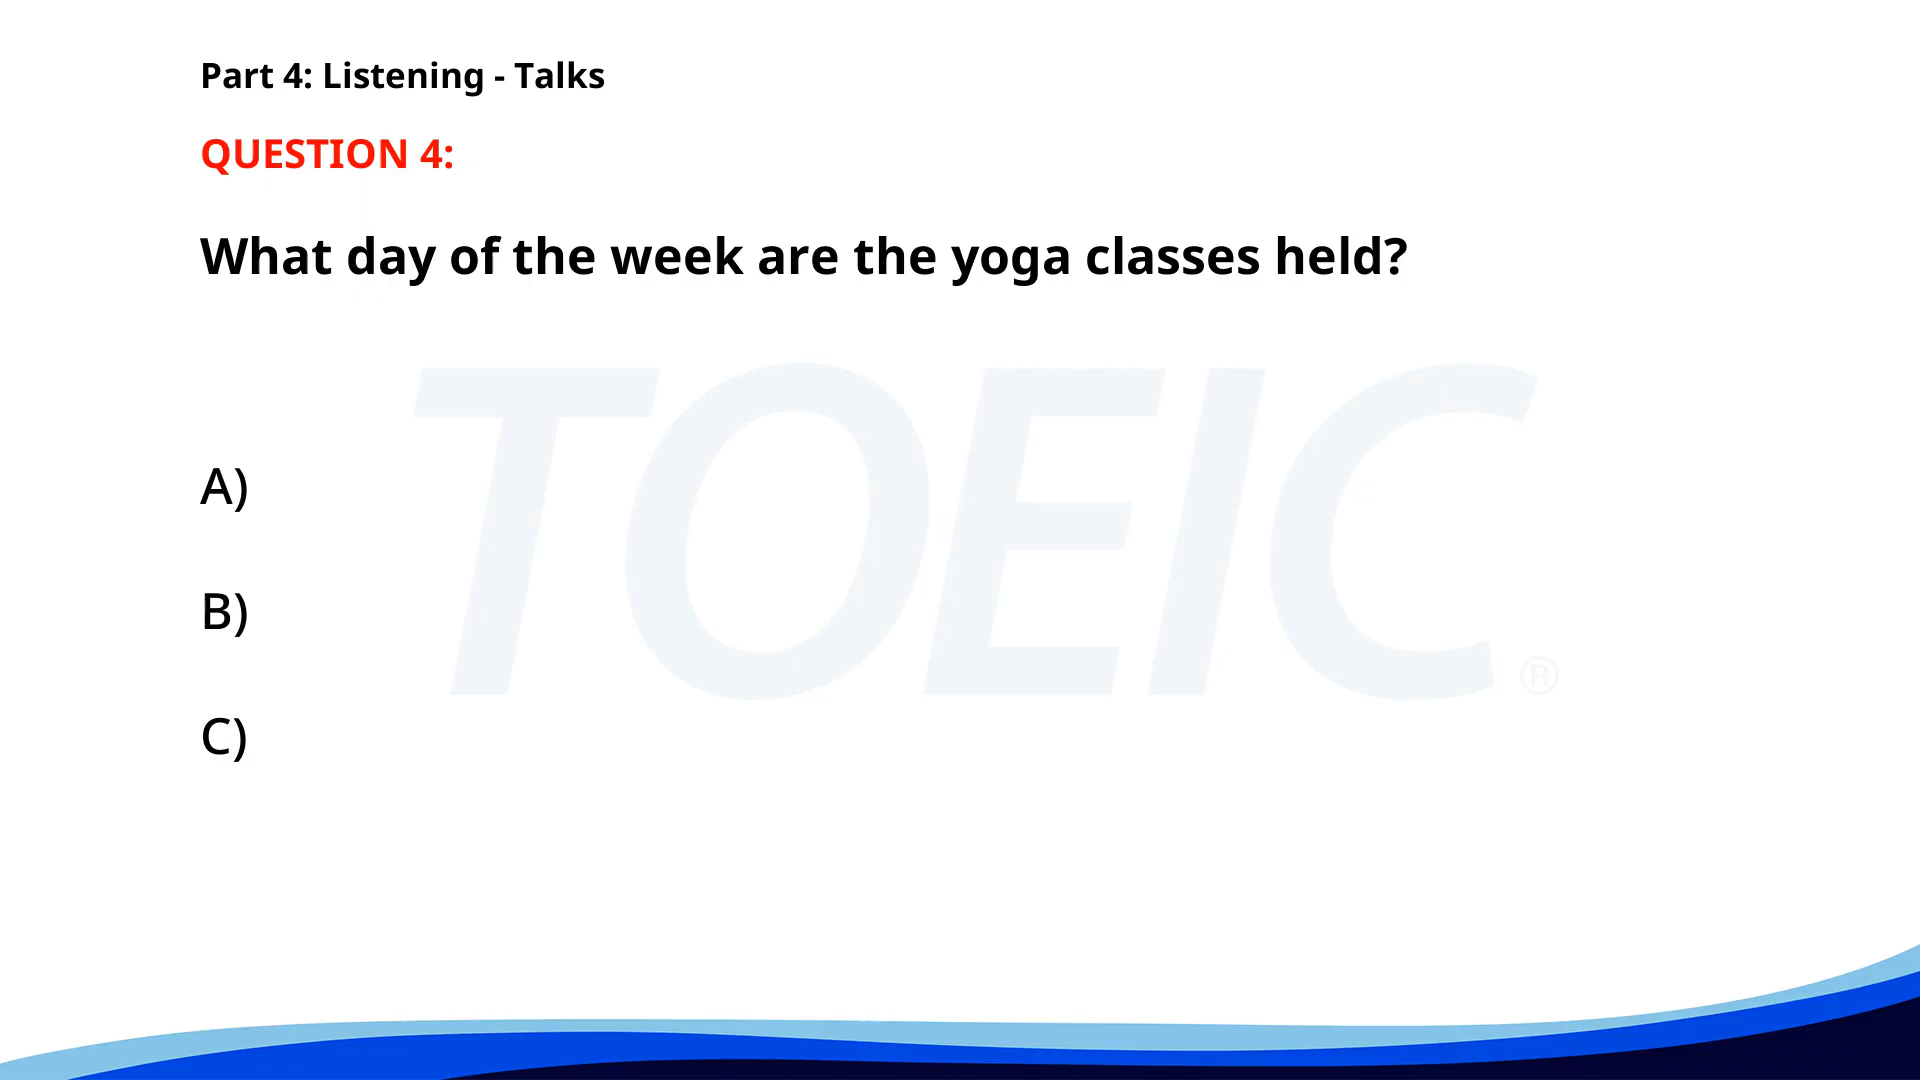 Part 4: Listening - Talks
QUESTION 4:
What day of the week are the yoga classes held?
TOEIC®
A)
B)
C)